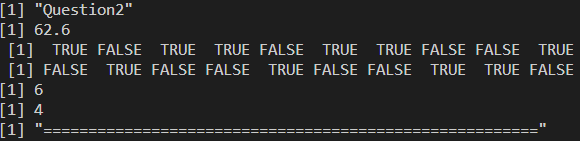 [1] "Question2"
[1] 62.6
 [1]  TRUE FALSE  TRUE  TRUE FALSE  TRUE  TRUE FALSE FALSE  TRUE
 [1] FALSE  TRUE FALSE FALSE  TRUE FALSE FALSE  TRUE  TRUE FALSE
[1] 6
[1] 4
[1] "======================================================="